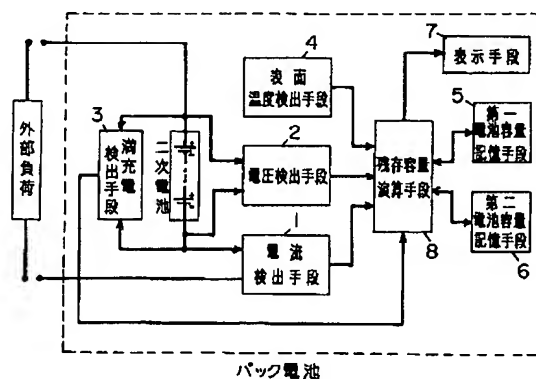 7
表示手段
4
表面
温度検出手段
5
第一
電池容量
記憶手段
3
満充電
検出手段
二次電池
外部負荷
2
電圧検出手段
残存容量
演算手段
8
第二
電池容量
記憶手段
6
1
電流
検出手段
パック電池